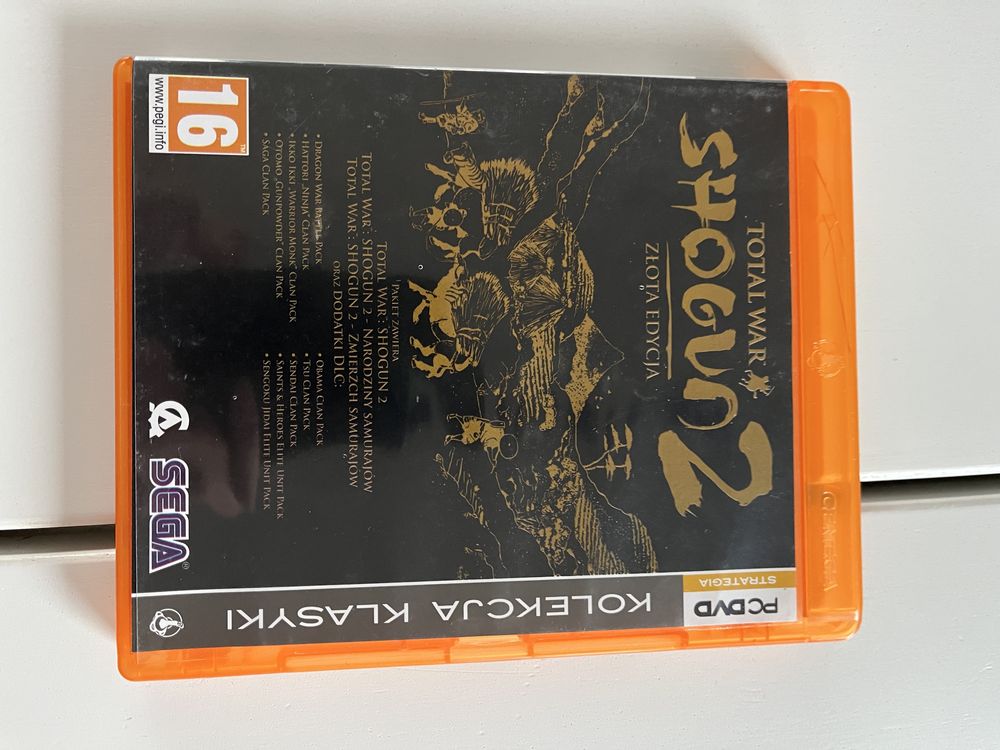 TOTAL WAR
SHOGUN 2
ZŁOTA EDYCJA
PAKIET ZAWIERA
TOTAL WAR: SHOGUN 2
TOTAL WAR: SHOGUN 2 - NARODZINY SAMURAJÓW
TOTAL WAR: SHOGUN 2 - ZMIERZCH SAMURAJÓW
ORAZ DODATKI DLC:
• DRAGON WAR BATTLE PACK
• HATTORI „NINJA” CLAN PACK
• IKKO IKKI „WARRIOR MONK” CLAN PACK
• OTOMO „GUNPOWDER” CLAN PACK
• SAGA CLAN PACK
• OBAMA CLAN PACK
• TSU CLAN PACK
• SENDAI CLAN PACK
• SAINTS & HEROES ELITE UNIT PACK
• SENGOKU JIDAI ELITE UNIT PACK
16™
www.pegi.info
SEGA®
PC DVD
STRATEGIA
KOLEKCJA KLASYKI
CENEGA